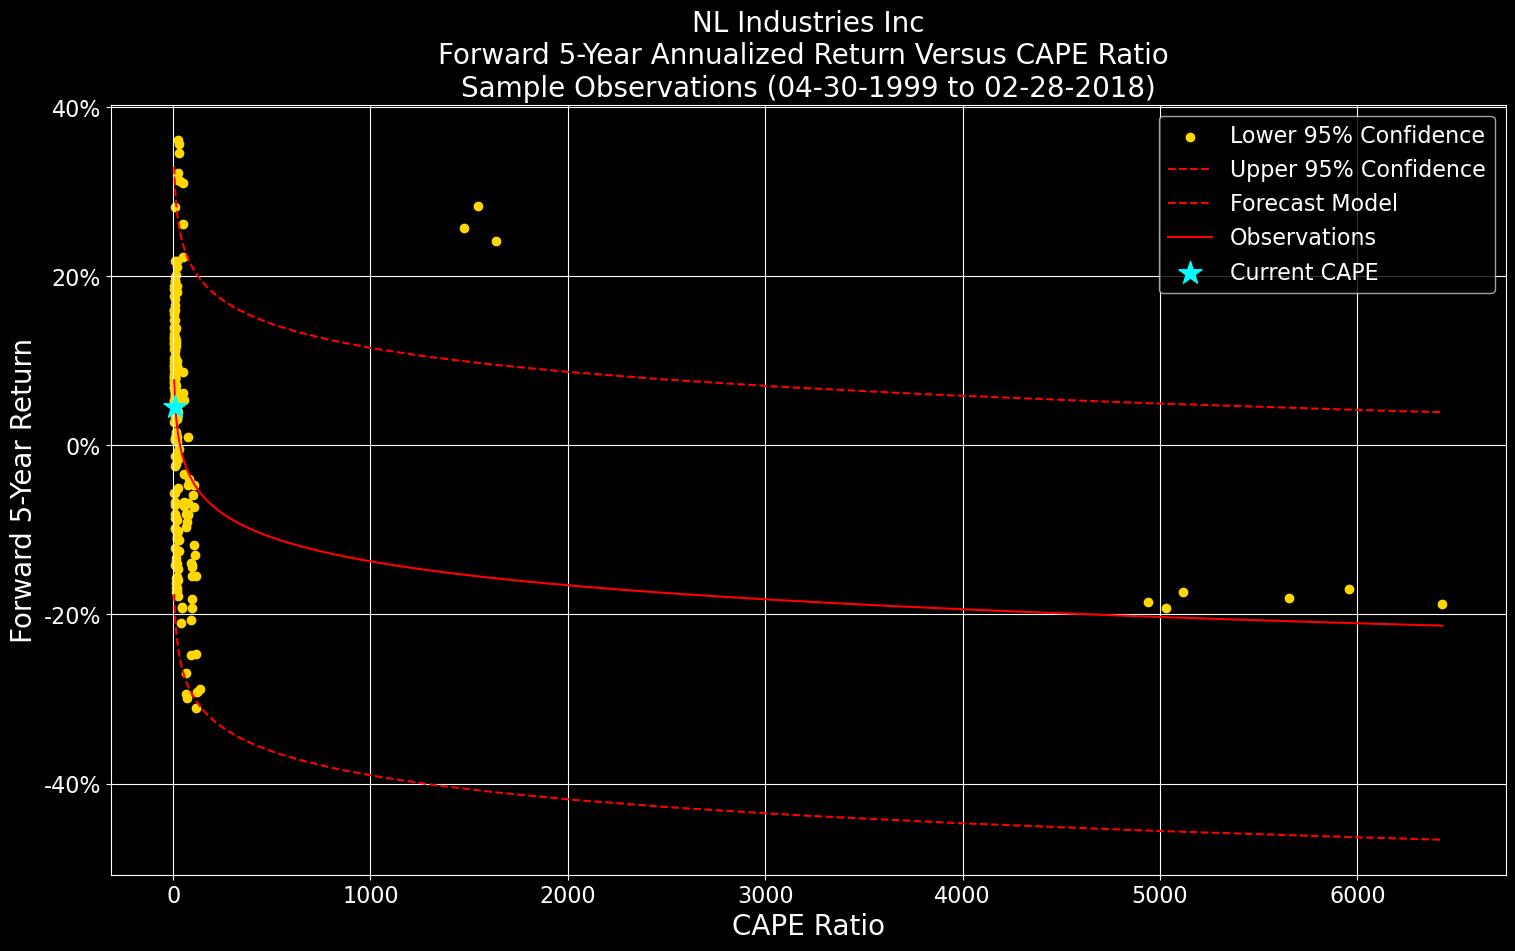 NL Industries Inc
Forward 5-Year Annualized Return Versus CAPE Ratio
Sample Observations (04-30-1999 to 02-28-2018)
40%
20%
0%
-20%
-40%
Forward 5-Year Return
Lower 95% Confidence
Upper 95% Confidence
Forecast Model
Observations
Current CAPE
0 1000 2000 3000 4000 5000 6000
CAPE Ratio